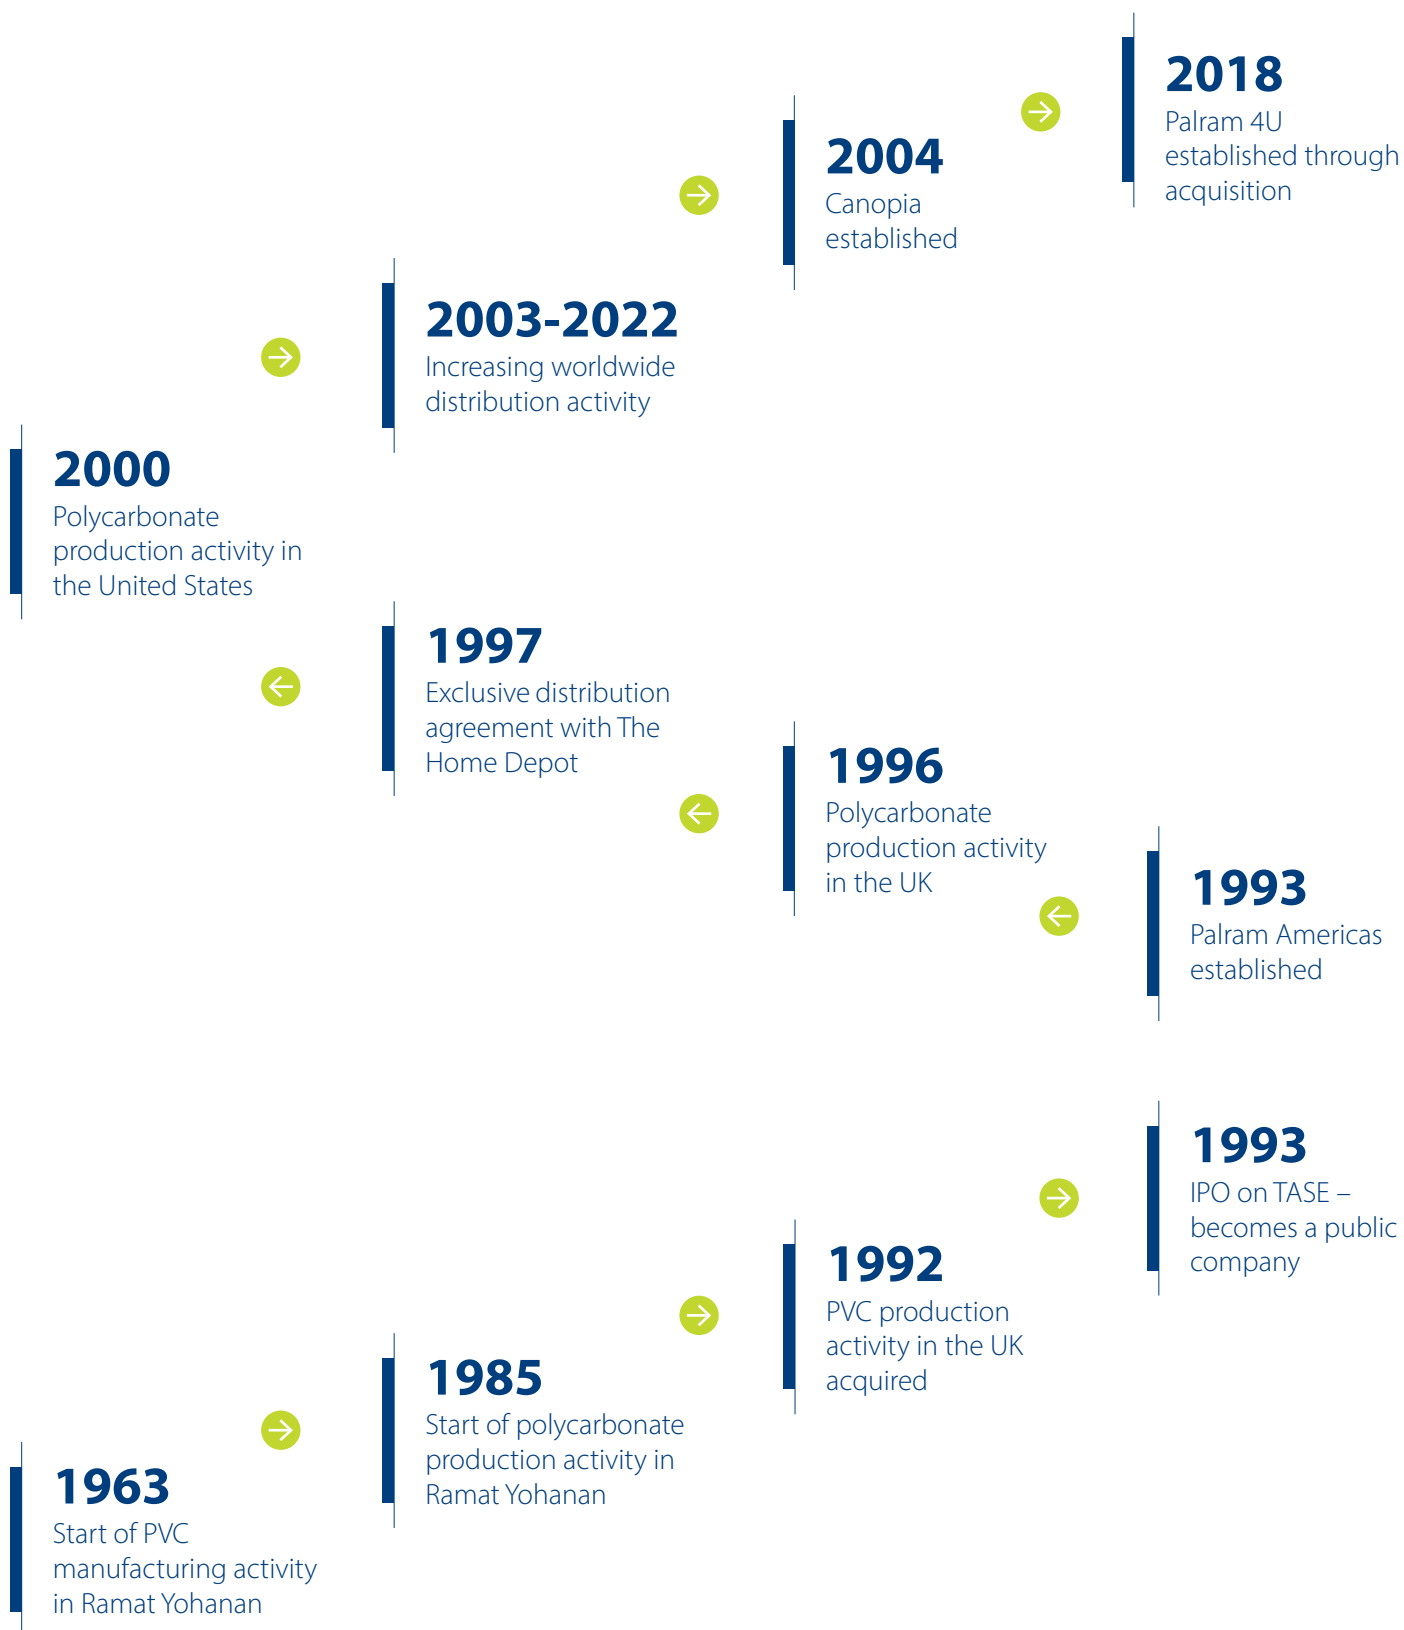 2018
Palram 4U
established through
acquisition
2004
Canopia
established
2003-2022
Increasing worldwide
distribution activity
2000
Polycarbonate
production activity in
the United States
1997
Exclusive distribution
agreement with The
Home Depot
1996
Polycarbonate
production activity
in the UK
1993
Palram Americas
established
1993
IPO on TASE –
becomes a public
company
1992
PVC production
activity in the UK
acquired
1985
Start of polycarbonate
production activity in
Ramat Yohanan
1963
Start of PVC
manufacturing activity
in Ramat Yohanan